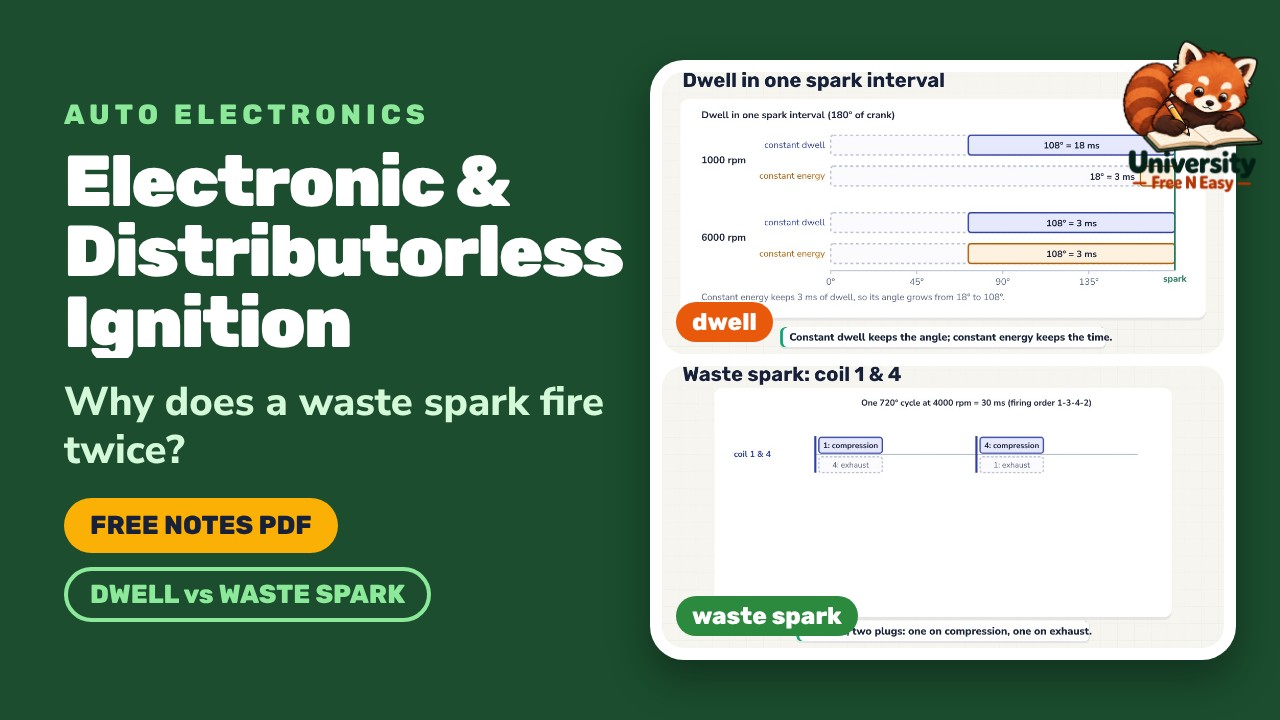 AUTO ELECTRONICS
Electronic &
Distributorless
Ignition
Why does a waste spark fire
twice?
FREE NOTES PDF
DWELL vs WASTE SPARK
Dwell in one spark interval
Dwell in one spark interval (180° of crank)
1000 rpm
constant dwell
108° = 18 ms
constant energy
18° = 3 ms
6000 rpm
constant dwell
108° = 3 ms
constant energy
108° = 3 ms
0°
45°
90°
135°
spark
Constant energy keeps 3 ms of dwell, so its angle grows from 18° to 108°.
dwell
Constant dwell keeps the angle; constant energy keeps the time.
Waste spark: coil 1 & 4
One 720° cycle at 4000 rpm = 30 ms (firing order 1-3-4-2)
coil 1 & 4
1: compression
4: exhaust
4: compression
1: exhaust
waste spark
two plugs: one on compression, one on exhaust.
University
Free N Easy